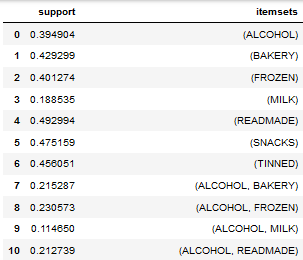 support itemsets
0 0.394904 (ALCOHOL)
1 0.429299 (BAKERY)
2 0.401274 (FROZEN)
3 0.188535 (MILK)
4 0.492994 (READMADE)
5 0.475159 (SNACKS)
6 0.456051 (TINNED)
7 0.215287 (ALCOHOL, BAKERY)
8 0.230573 (ALCOHOL, FROZEN)
9 0.114650 (ALCOHOL, MILK)
10 0.212739 (ALCOHOL, READMADE)